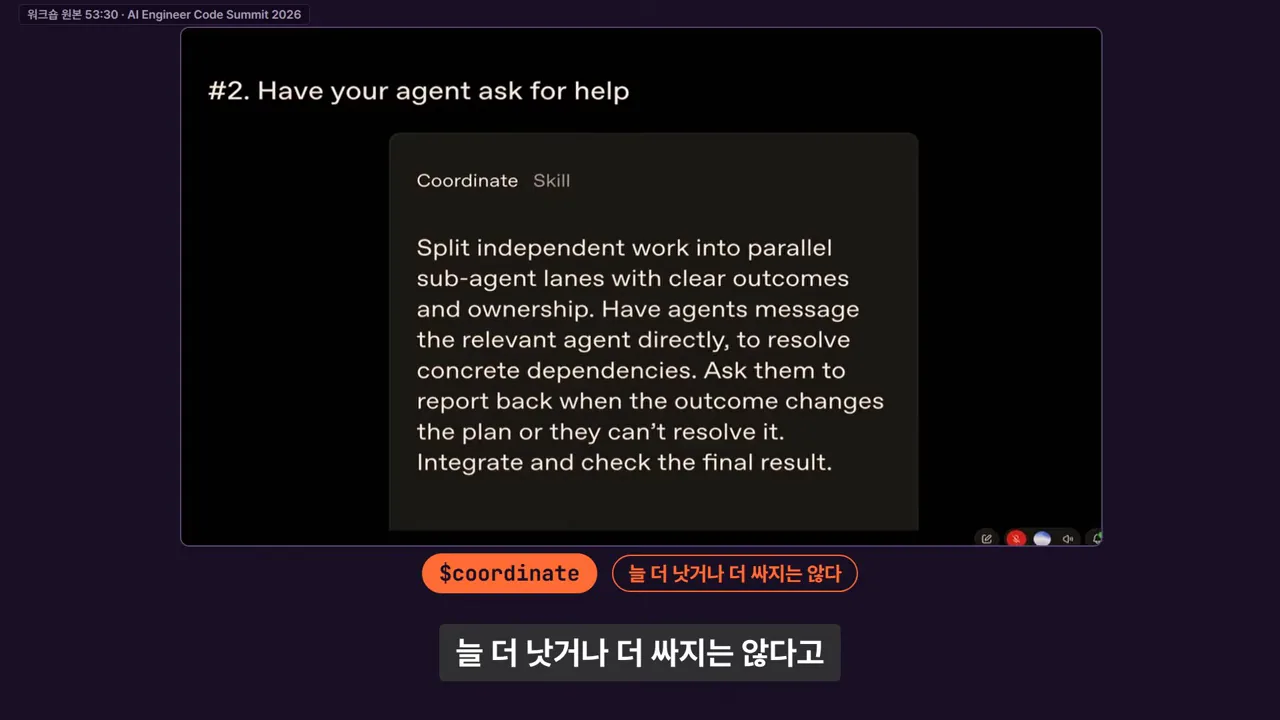 워크숍 원본 53:30 · AI Engineer Code Summit 2026
#2. Have your agent ask for help
Coordinate Skill
Split independent work into parallel
sub-agent lanes with clear outcomes
and ownership. Have agents message
the relevant agent directly, to resolve
concrete dependencies. Ask them to
report back when the outcome changes
the plan or they can’t resolve it.
Integrate and check the final result.
$coordinate
늘 더 낫거나 더 싸지는 않다
늘 더 낫거나 더 싸지는 않다고